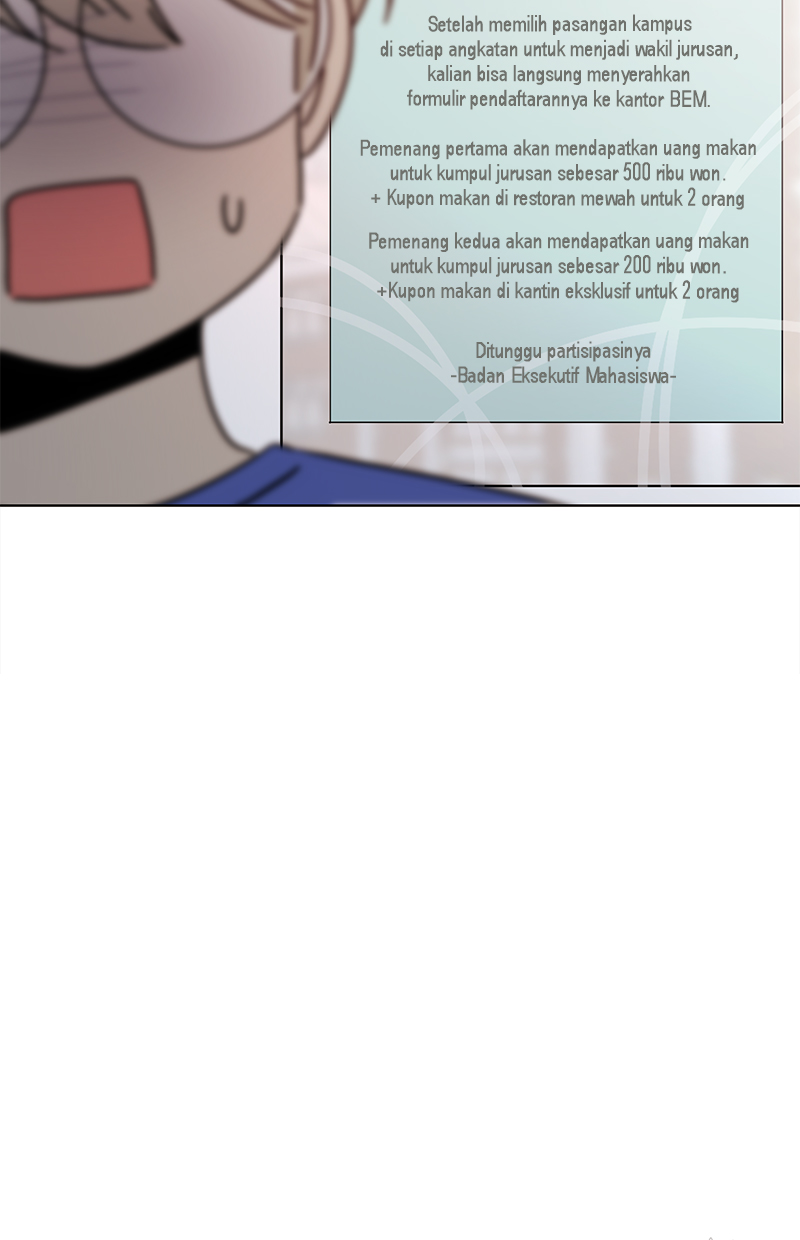 Setelah memilih pasangan kampus
di setiap angkatan untuk menjadi wakil jurusan,
kalian bisa langsung menyerahkan
formulir pendaftarannya ke kantor BEM.
Pemenang pertama akan mendapatkan uang makan
untuk kumpul jurusan sebesar 500 ribu won.
+ Kupon makan di restoran mewah untuk 2 orang
Pemenang kedua akan mendapatkan uang makan
untuk kumpul jurusan sebesar 200 ribu won.
+Kupon makan di kantin eksklusif untuk 2 orang
Ditunggu partisipasinya
-Badan Eksekutif Mahasiswa-